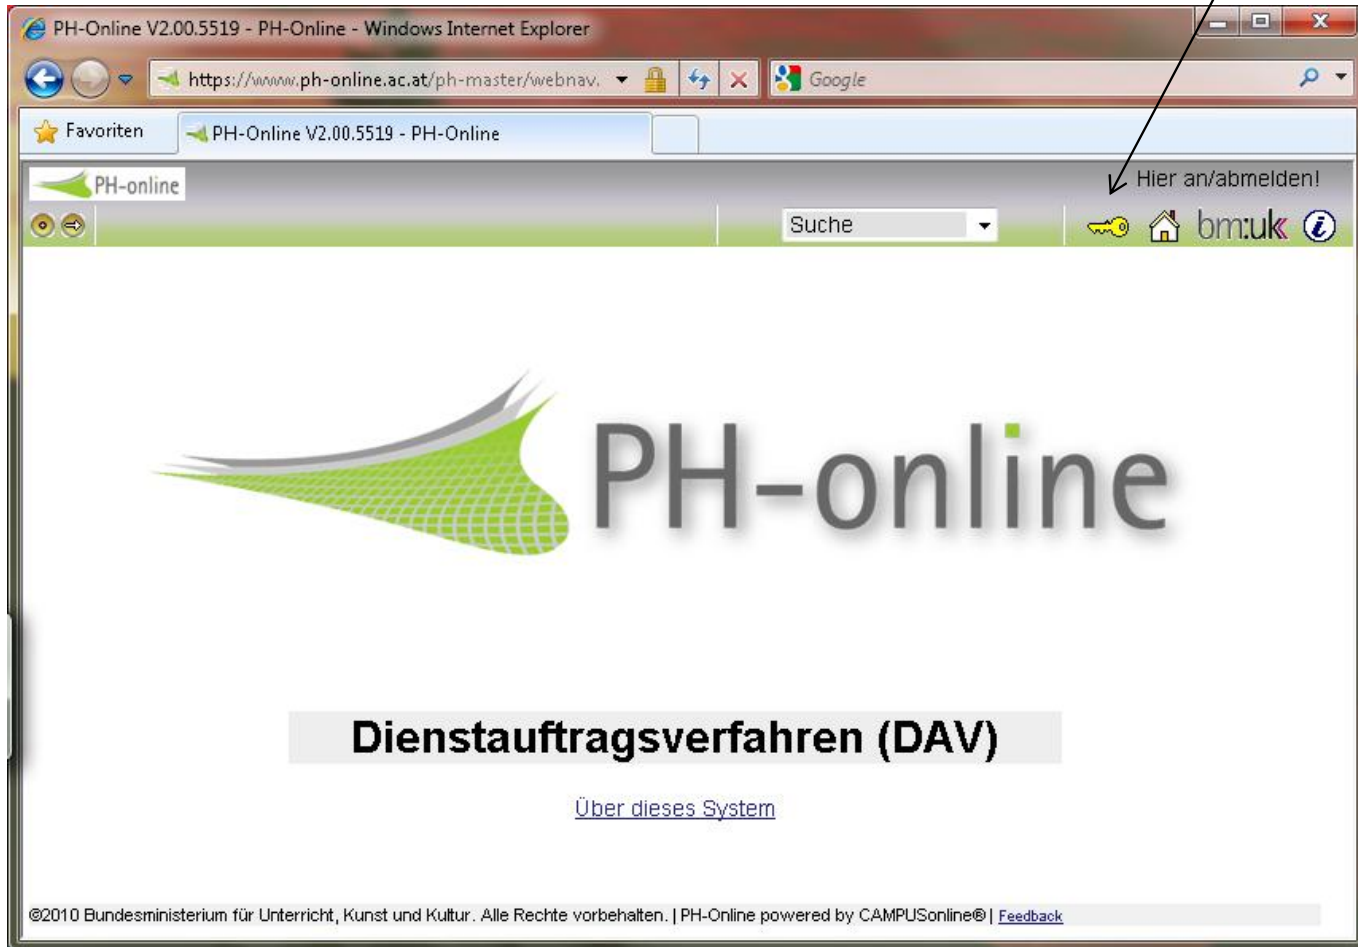 PH-Online V2.00.5519 - PH-Online - Windows Internet Explorer
https://www.ph-online.ac.at/ph-master/webnav.
Google
Favoriten
PH-Online V2.00.5519 - PH-Online
PH-online
Hier an/abmelden!
Suche
bm:uk
i
PH-online
Dienstauftragsverfahren (DAV)
Über dieses System
©2010 Bundesministerium für Unterricht, Kunst und Kultur. Alle Rechte vorbehalten. | PH-Online powered by CAMPUSonline® | Feedback